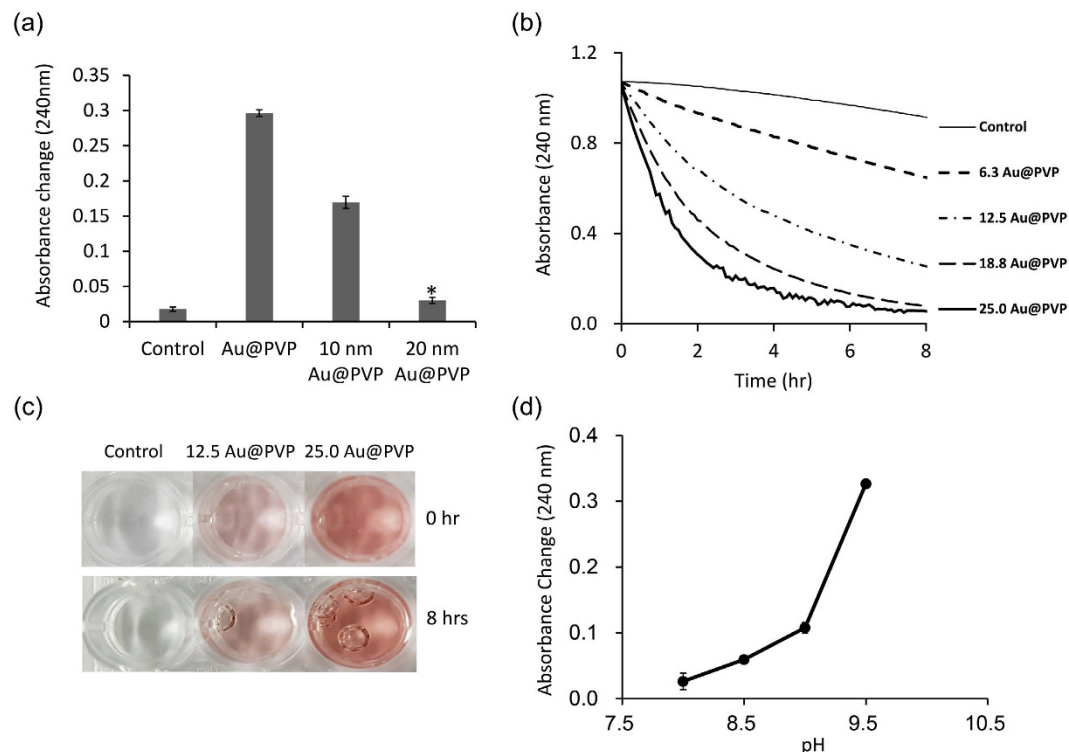 (a)
Absorbance change (240nm)
0.35
0.3
0.25
0.2
0.15
0.1
0.05
0
*
Control
Au@PVP
10 nm
Au@PVP
20 nm
Au@PVP
(b)
Absorbance (240 nm)
1.2
0.8
0.4
0.0
0
2
4
6
8
Time (hr)
Control
6.3 Au@PVP
12.5 Au@PVP
18.8 Au@PVP
25.0 Au@PVP
(c)
Control
12.5 Au@PVP
25.0 Au@PVP
0 hr
8 hrs
(d)
Absorbance Change (240 nm)
0.4
0.3
0.2
0.1
0.0
7.5
8.5
9.5
10.5
pH